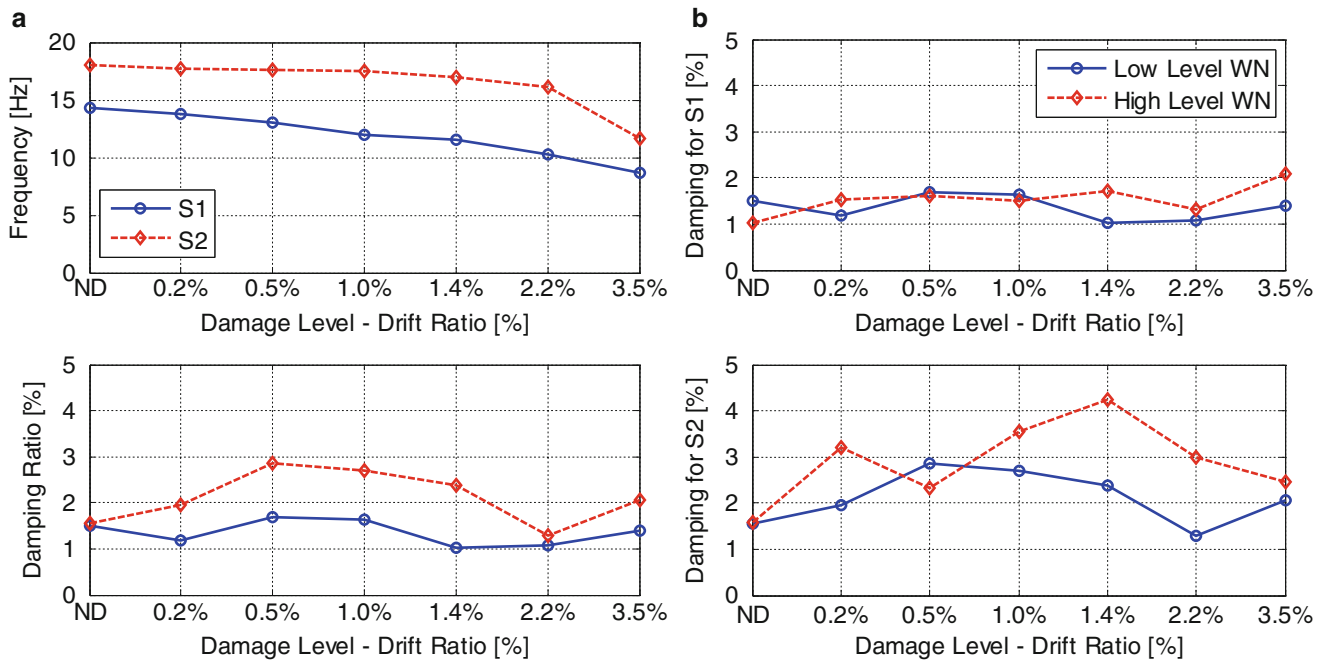 a
Frequency [Hz]
20
15
10
5
0
S1
S2
ND 0.2% 0.5% 1.0% 1.4% 2.2% 3.5%
Damage Level - Drift Ratio [%]
Damping Ratio [%]
5
4
3
2
1
0
ND 0.2% 0.5% 1.0% 1.4% 2.2% 3.5%
Damage Level - Drift Ratio [%]
b
Damping for S1 [%]
5
4
3
2
1
0
Low Level WN
High Level WN
ND 0.2% 0.5% 1.0% 1.4% 2.2% 3.5%
Damage Level - Drift Ratio [%]
Damping for S2 [%]
5
4
3
2
1
0
ND 0.2% 0.5% 1.0% 1.4% 2.2% 3.5%
Damage Level - Drift Ratio [%]